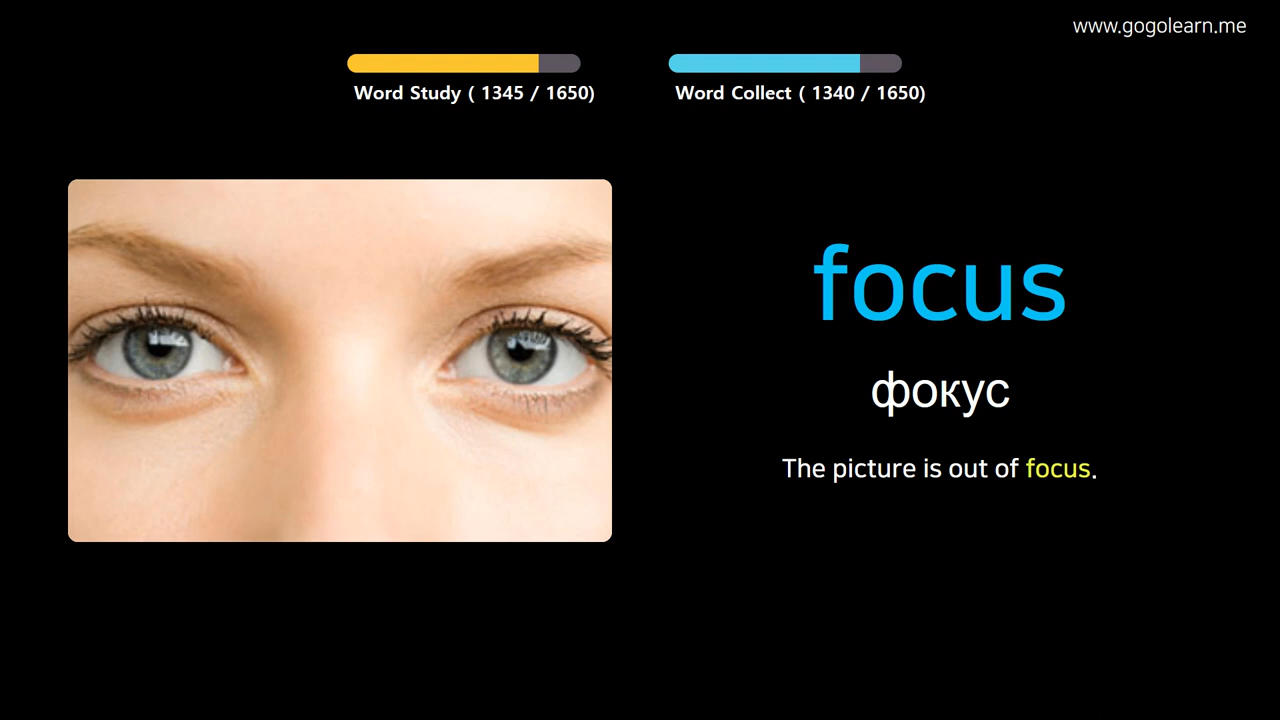 www.gogolearn.me
Word Study ( 1345 / 1650)
Word Collect ( 1340 / 1650)
focus
фокус
The picture is out of focus.